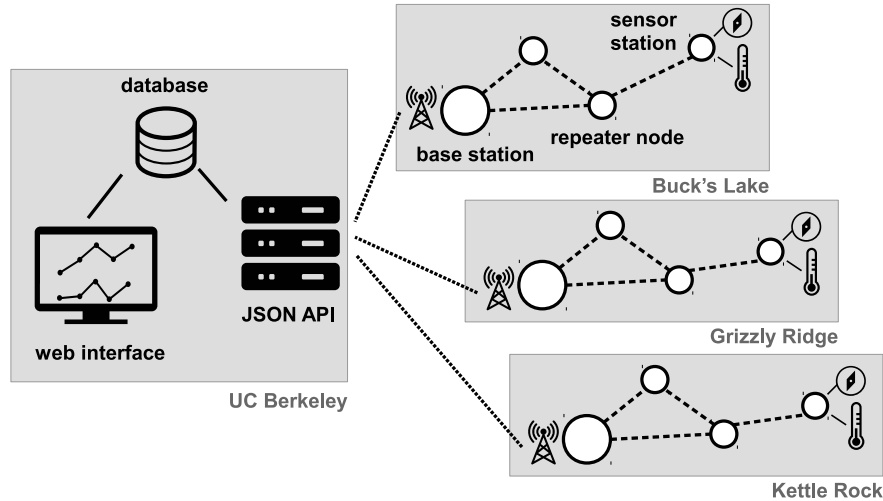 database
JSON API
web interface
UC Berkeley
sensor
station
repeater node
base station
Buck's Lake
Grizzly Ridge
Kettle Rock